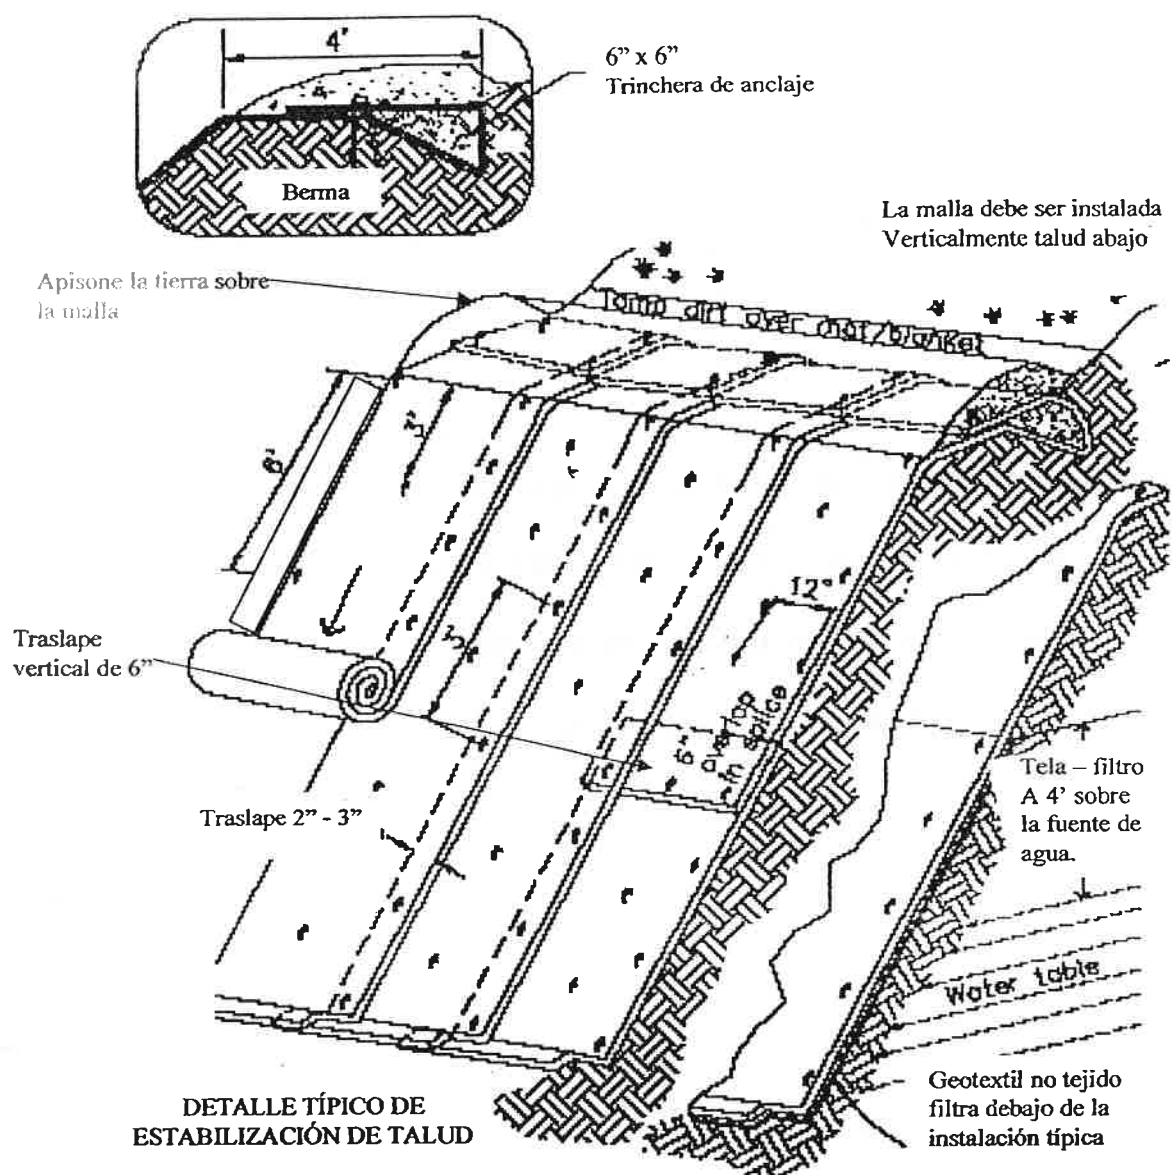 4'
6” x 6”
Trinchera de anclaje
Berma
La malla debe ser instalada
Verticalmente talud abajo
Apisone la tierra sobre
la malla
Tamp dirt over mat/blanket
6'
3'
12"
Traslape
vertical de 6”
6"
overlap
in splice
Tela – filtro
A 4’ sobre
la fuente de
agua.
Traslape 2” - 3”
Water table
Geotextil no tejido
filtra debajo de la
instalación típica
DETALLE TÍPICO DE
ESTABILIZACIÓN DE TALUD